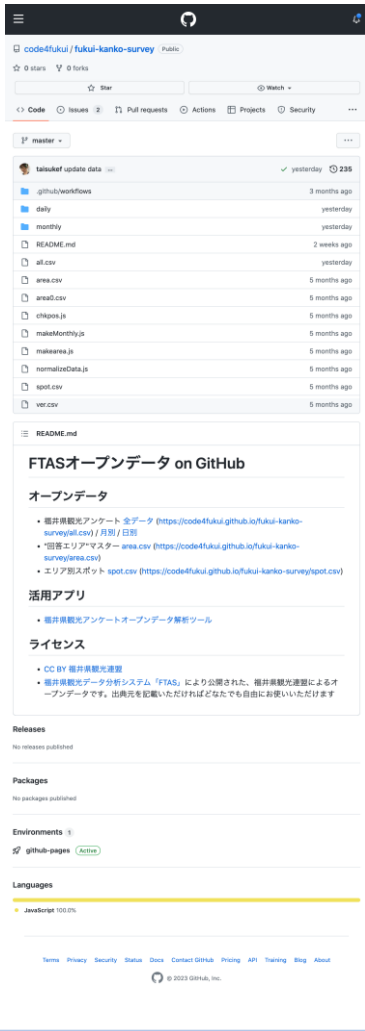 code4fukui / fukui-kanko-survey Public
0 stars 0 forks
Star Watch
Code Issues 2 Pull requests Actions Projects Security ...
master ...
taisukef update data ... yesterday 235
.github/workflows 3 months ago
daily yesterday
monthly yesterday
README.md 2 weeks ago
all.csv yesterday
area.csv 5 months ago
area0.csv 5 months ago
chkpos.js 5 months ago
makeMonthly.js 5 months ago
makearea.js 5 months ago
normalizeData.js 5 months ago
spot.csv 5 months ago
ver.csv 5 months ago
README.md
FTASオープンデータ on GitHub
オープンデータ
• 福井県観光アンケート 全データ (https://code4fukui.github.io/fukui-kanko-
survey/all.csv) / 月別 / 日別
• "回答エリア"マスター area.csv (https://code4fukui.github.io/fukui-kanko-
survey/area.csv)
• エリア別スポット spot.csv (https://code4fukui.github.io/fukui-kanko-survey/spot.csv)
活用アプリ
• 福井県観光アンケートオープンデータ解析ツール
ライセンス
• CC BY 福井県観光連盟
• 福井県観光データ分析システム「FTAS」により公開された、福井県観光連盟によるオ
ープンデータです。出典元を記載いただければどなたでも自由にお使いいただけます
Releases
No releases published
Packages
No packages published
Environments 1
github-pages Active
Languages
JavaScript 100.0%
Terms Privacy Security Status Docs Contact GitHub Pricing API Training Blog About
© 2023 GitHub, Inc.